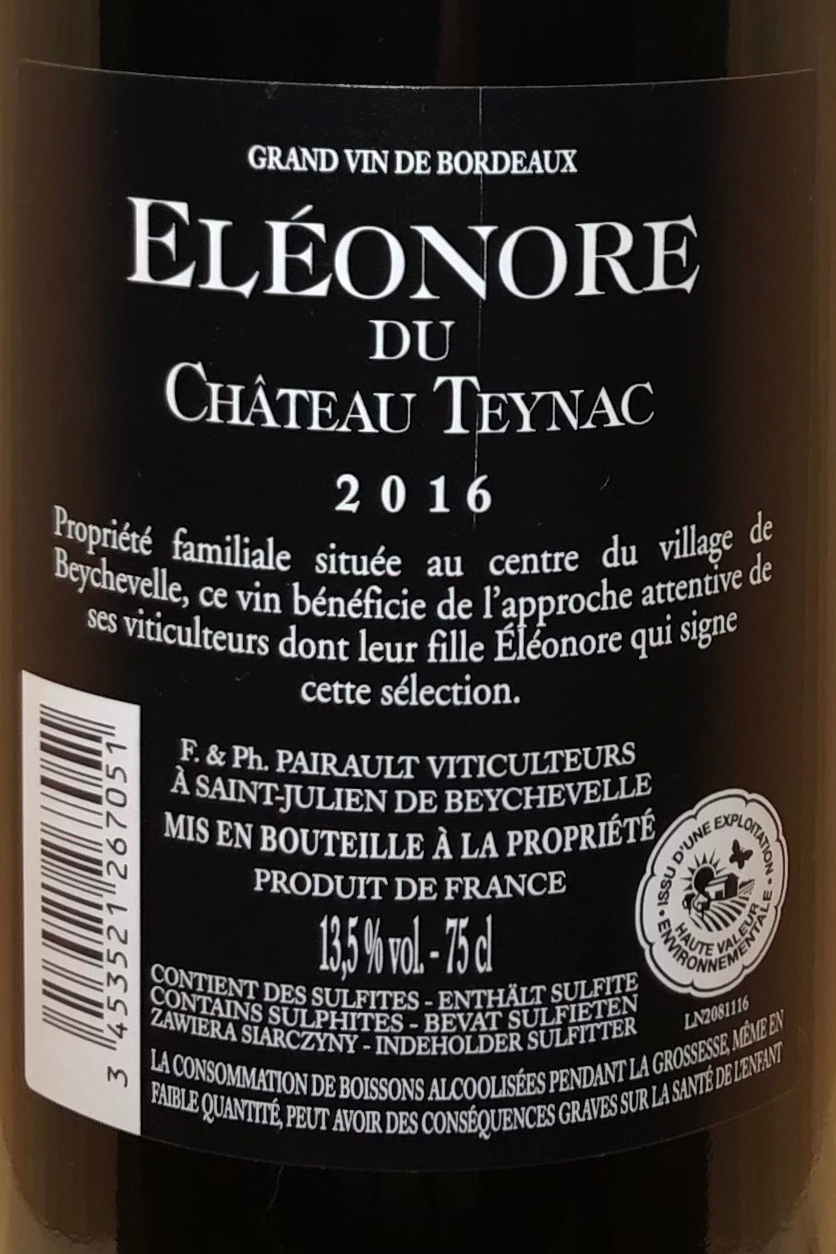 GRAND VIN DE BORDEAUX
ELÉONORE
DU
CHÂTEAU TEYNAC
2016
Propriété familiale située au centre du village de
Beychevelle, ce vin bénéficie de l'approche attentive de
ses viticulteurs dont leur fille Éléonore qui signe
cette sélection.
F. & Ph. PAIRAULT VITICULTEURS
À SAINT-JULIEN DE BEYCHEVELLE
MIS EN BOUTEILLE À LA PROPRIÉTÉ
PRODUIT DE FRANCE
13,5 % vol. - 75 cl
CONTIENT DES SULFITES - ENTHÄLT SULFITE
CONTAINS SULPHITES - BEVAT SULFIETEN
ZAWIERA SIARCZYNY - INDEHOLDER SULFITTER
LA CONSOMMATION DE BOISSONS ALCOOLISÉES PENDANT LA GROSSESSE, MÊME EN
FAIBLE QUANTITÉ, PEUT AVOIR DES CONSÉQUENCES GRAVES SUR LA SANTÉ DE L'ENFANT
3 453521 267051
• ISSU D'UNE EXPLOITATION •
HAUTE VALEUR
ENVIRONNEMENTALE
LN2081116